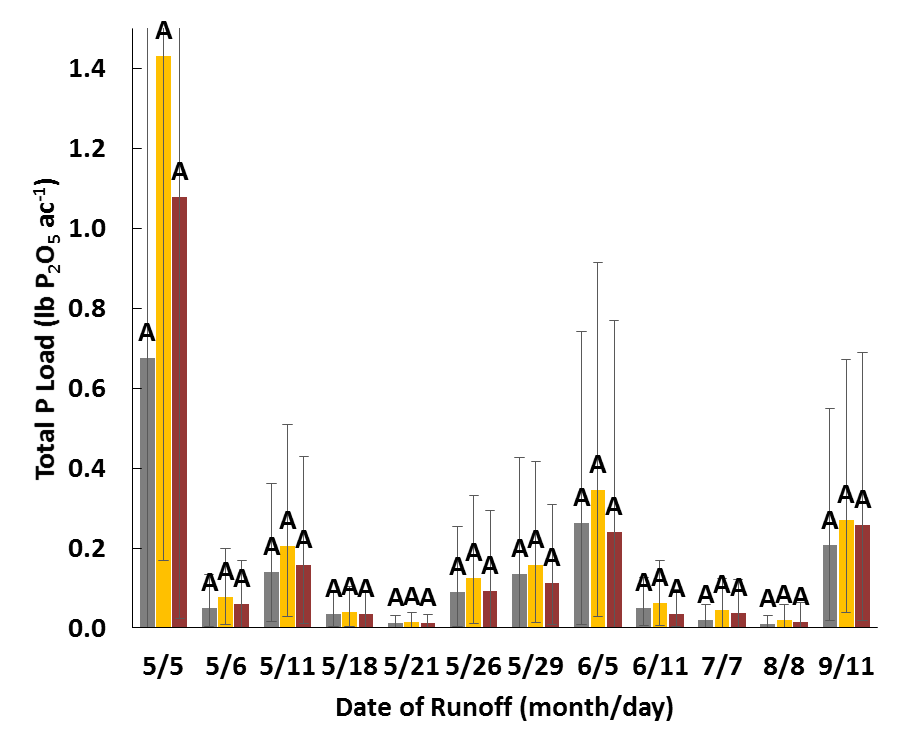 Total P Load (lb P₂O₅ ac⁻¹)
1.4
1.2
1.0
0.8
0.6
0.4
0.2
0.0
A A A
A A A
A A A
A A A
A A A
A A A
A A A
A A A
A A A
A A A
A A A
A A A
5/5 5/6 5/11 5/18 5/21 5/26 5/29 6/5 6/11 7/7 8/8 9/11
Date of Runoff (month/day)